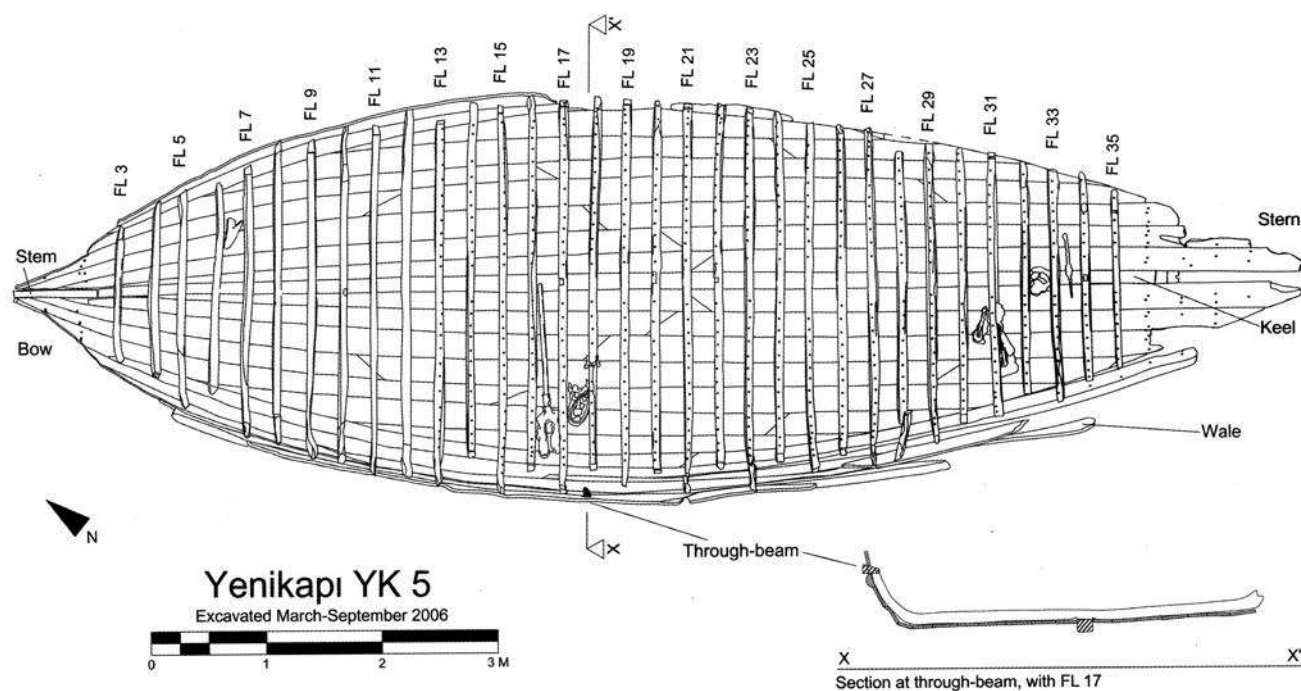 X'
FL 3
FL 5
FL 7
FL 9
FL 11
FL 13
FL 15
FL 17
FL 19
FL 21
FL 23
FL 25
FL 27
FL 29
FL 31
FL 33
FL 35
Stem
Stern
Bow
Keel
Wale
N
X
Through-beam
Yenikapı YK 5
Excavated March-September 2006
0 1 2 3 M
X X'
Section at through-beam, with FL 17